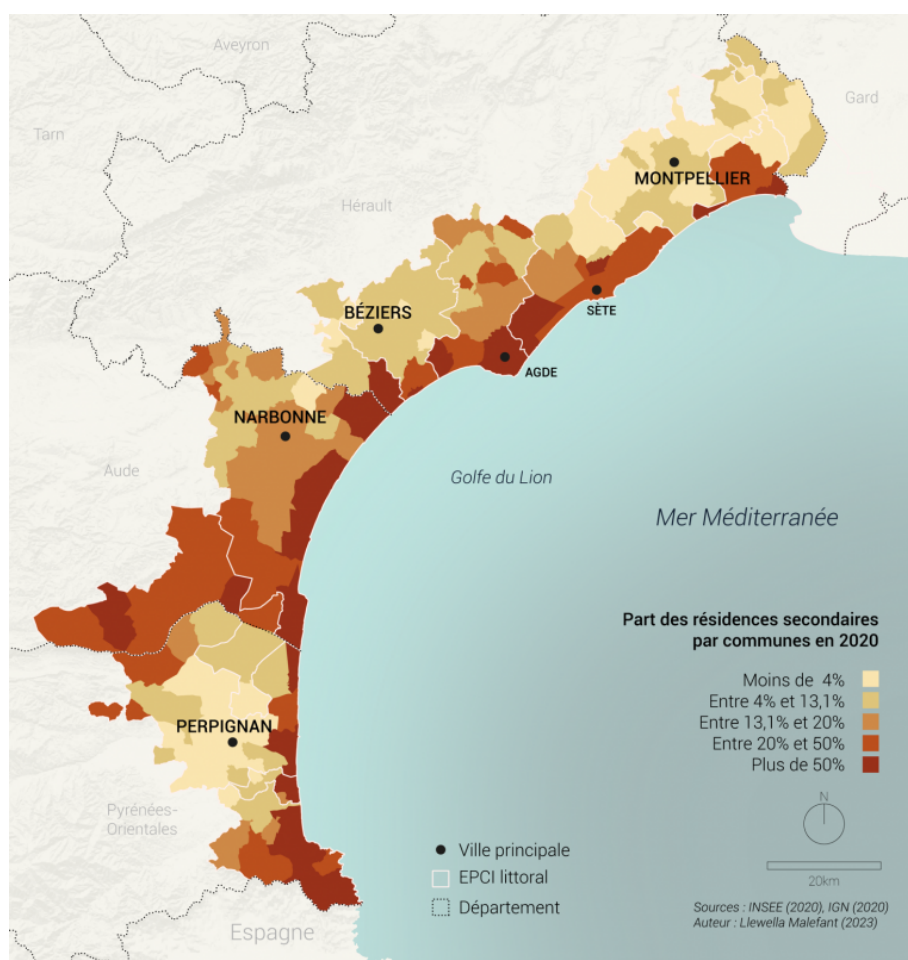 Aveyron
Gard
Tarn
MONTPELLIER
Hérault
BÉZIERS
SÈTE
AGDE
NARBONNE
Aude
Golfe du Lion
Mer Méditerranée
Part des résidences secondaires
par communes en 2020
Moins de 4%
Entre 4% et 13,1%
Entre 13,1% et 20%
Entre 20% et 50%
Plus de 50%
PERPIGNAN
Pyrénées-
Orientales
N
Ville principale
EPCI littoral
Département
20km
Sources : INSEE (2020), IGN (2020)
Auteur : Llewella Malefant (2023)
Espagne